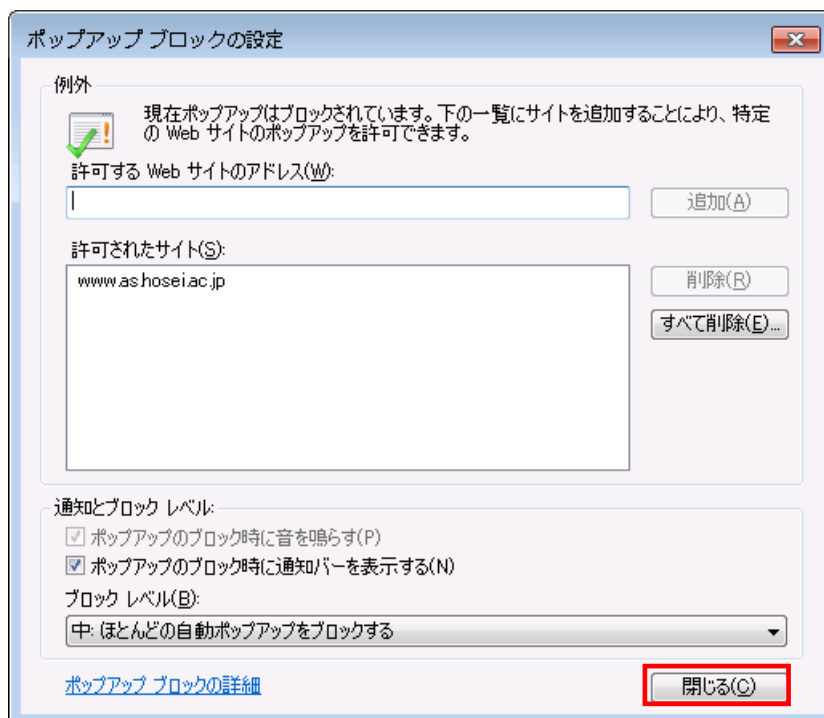 ポップアップ ブロックの設定
例外
現在ポップアップはブロックされています。下の一覧にサイトを追加することにより、特定
の Web サイトのポップアップを許可できます。
許可する Web サイトのアドレス(W):
追加(A)
許可されたサイト(S):
www.as.hosei.ac.jp
削除(R)
すべて削除(E)...
通知とブロック レベル:
ポップアップのブロック時に音を鳴らす(P)
ポップアップのブロック時に通知バーを表示する(N)
ブロック レベル(B):
中: ほとんどの自動ポップアップをブロックする
ポップアップ ブロックの詳細
閉じる(C)